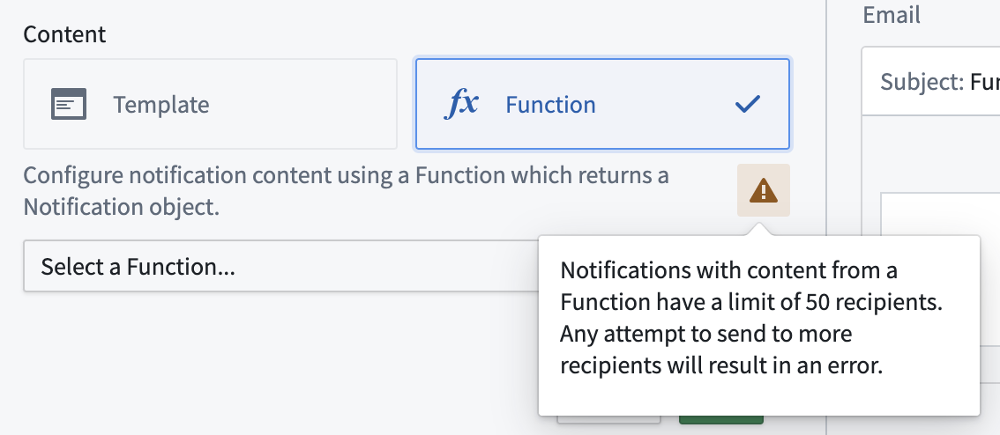 Content
Template
fx Function
Configure notification content using a Function which returns a
Notification object.
Select a Function...
Notifications with content from a
Function have a limit of 50 recipients.
Any attempt to send to more
recipients will result in an error.
Email
Subject: